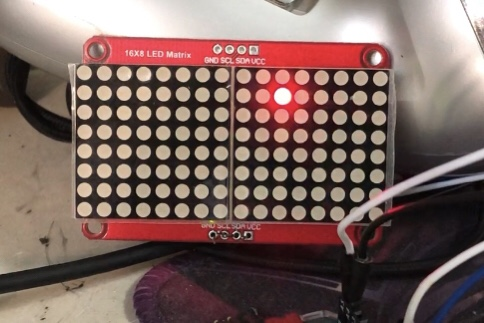 16X8 LED Matrix
GND SCL SDA VCC
GND SCL SDA VCC